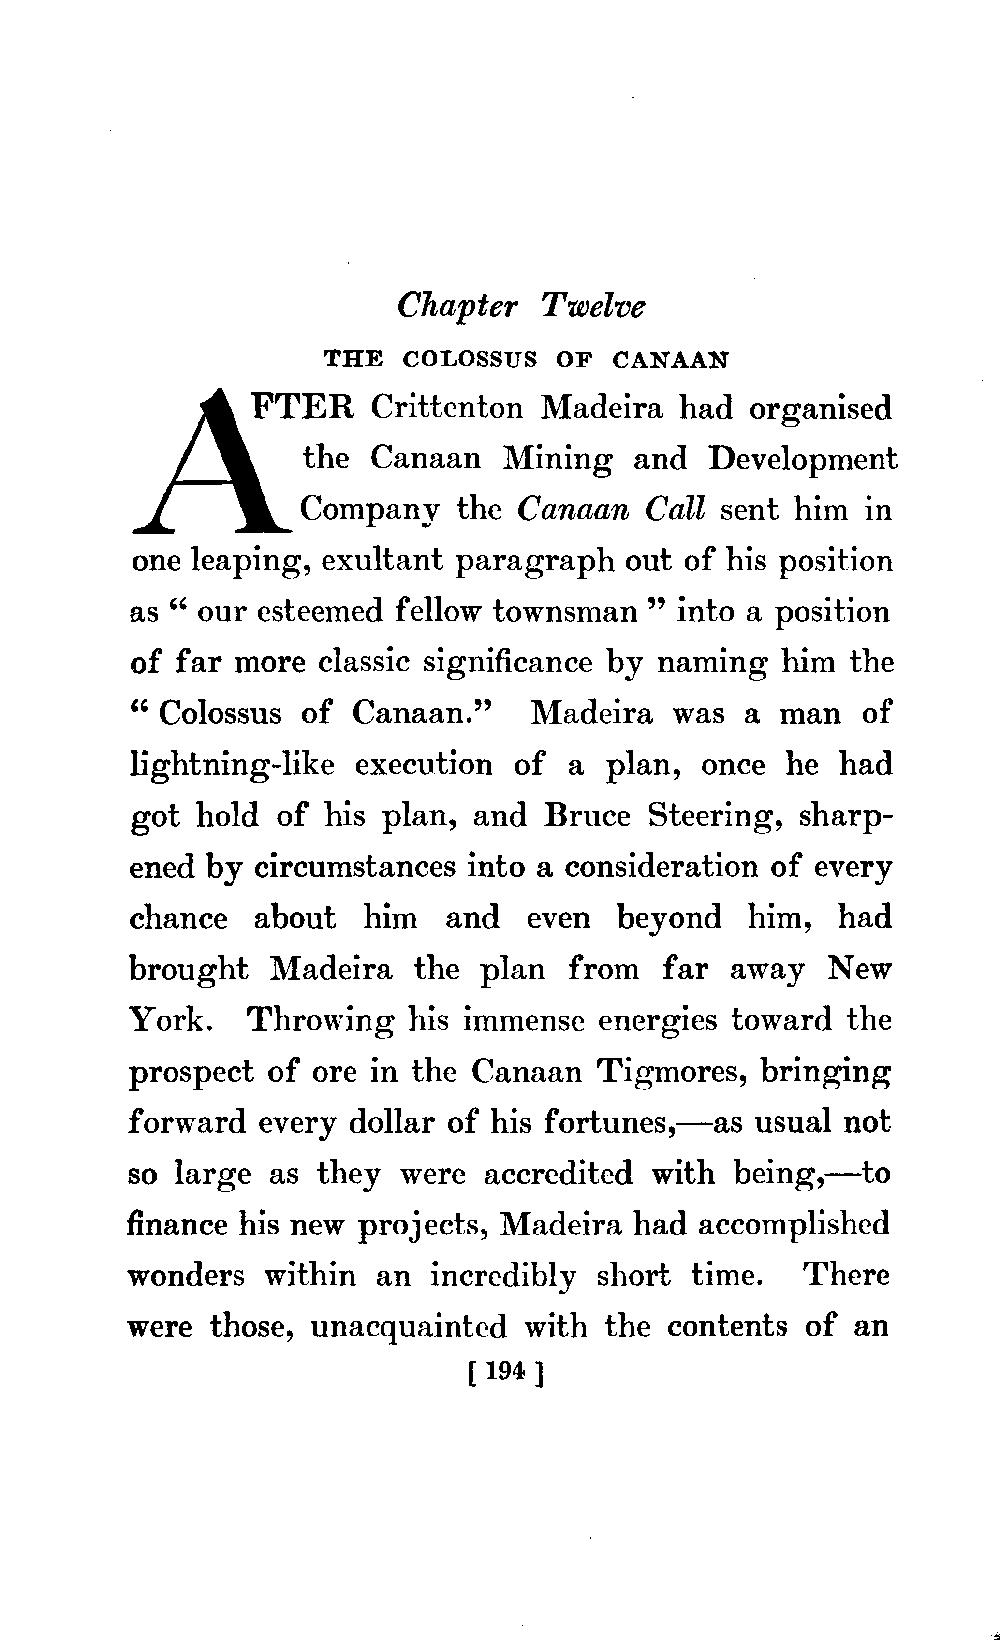 Chapter Twelve
THE COLOSSUS OF CANAAN
AFTER Crittenton Madeira had organised
the Canaan Mining and Development
Company the Canaan Call sent him in
one leaping, exultant paragraph out of his position
as “ our esteemed fellow townsman ” into a position
of far more classic significance by naming him the
“ Colossus of Canaan.” Madeira was a man of
lightning-like execution of a plan, once he had
got hold of his plan, and Bruce Steering, sharp-
ened by circumstances into a consideration of every
chance about him and even beyond him, had
brought Madeira the plan from far away New
York. Throwing his immense energies toward the
prospect of ore in the Canaan Tigmores, bringing
forward every dollar of his fortunes,—as usual not
so large as they were accredited with being,—to
finance his new projects, Madeira had accomplished
wonders within an incredibly short time. There
were those, unacquainted with the contents of an
[ 194 ]